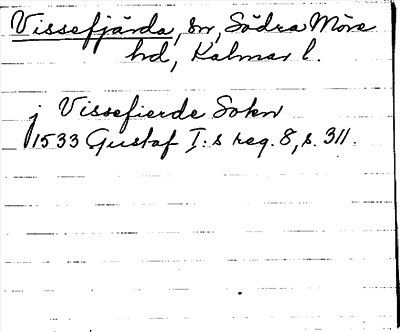 Vissefjärda, sn, Södra Möre
hd, Kalmar l.
j Vissefierde Sokn
1533 Gustaf I:s reg. 8, s. 311.